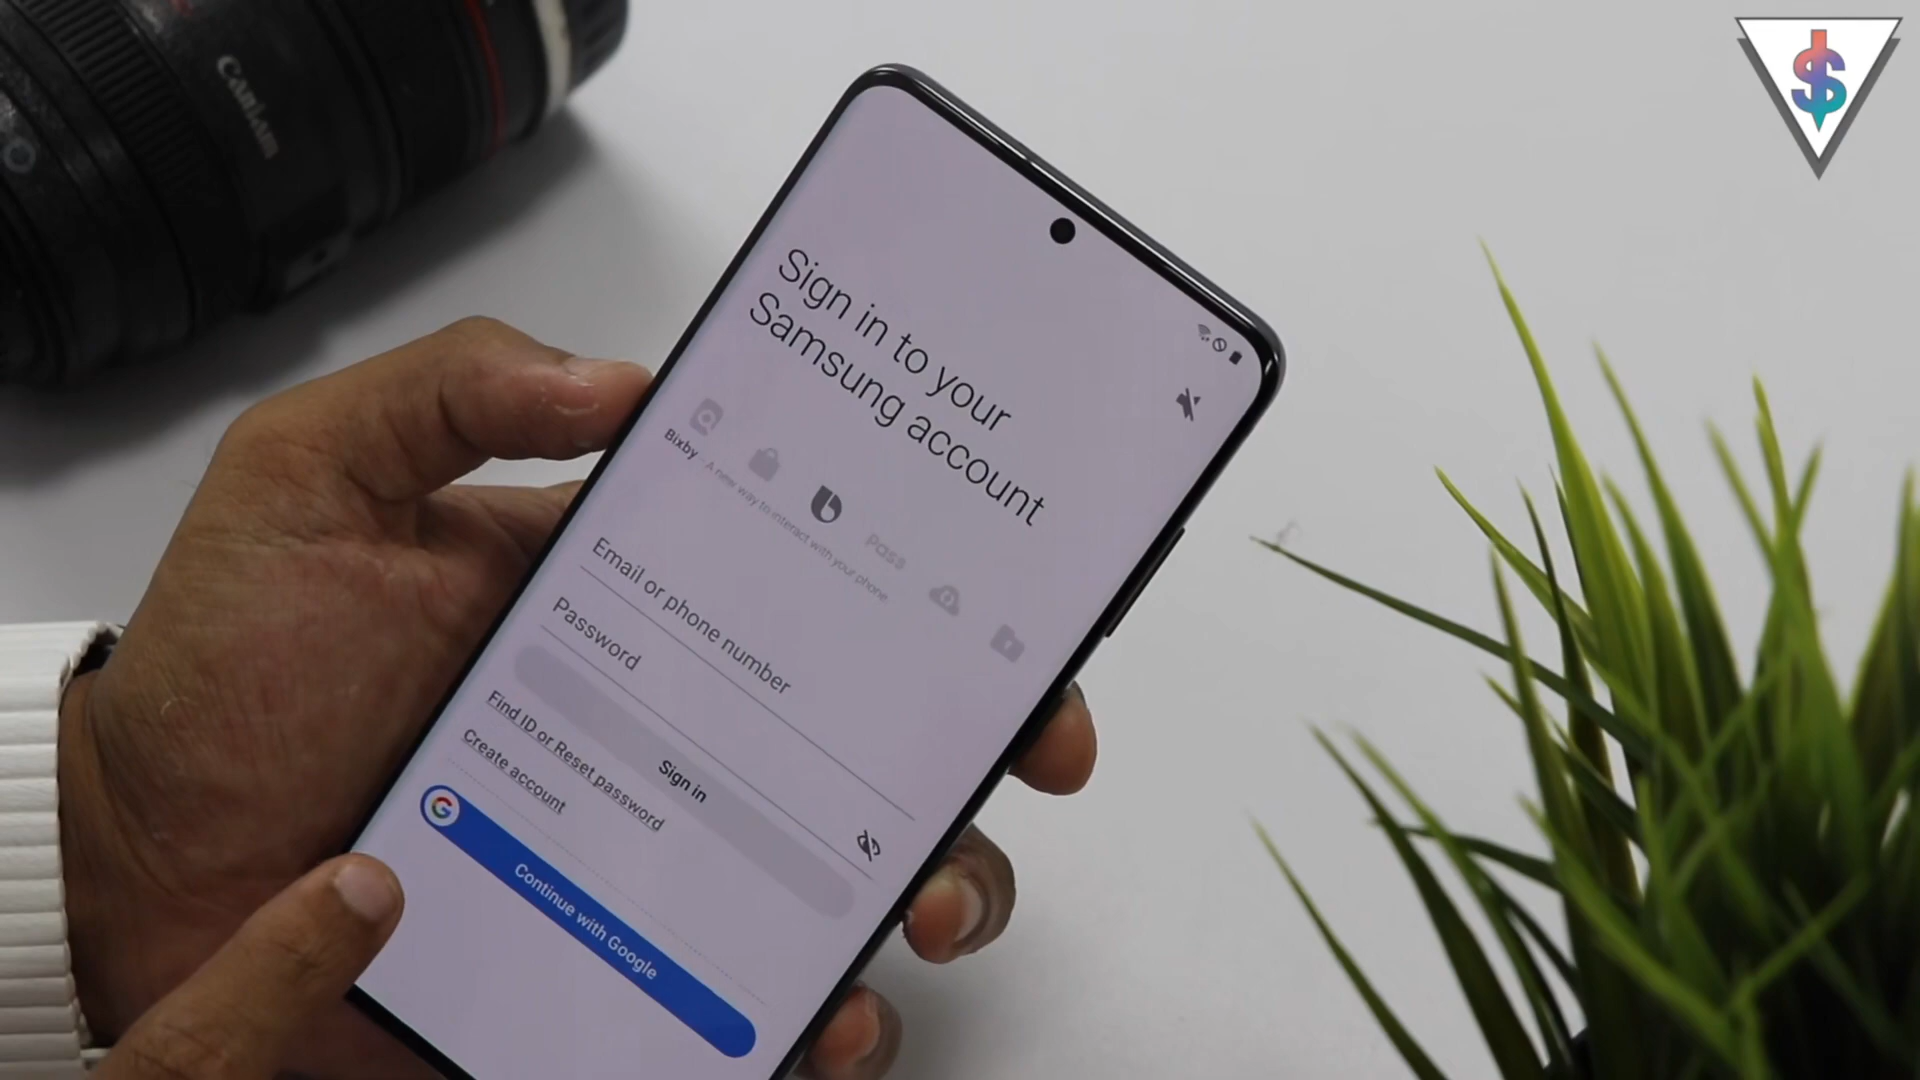 Canon
$
Sign in to your
Samsung account
Pass
Bixby - A new way to interact with your phone.
Email or phone number
Password
Sign in
Find ID or Reset password
Create account
G
Continue with Google